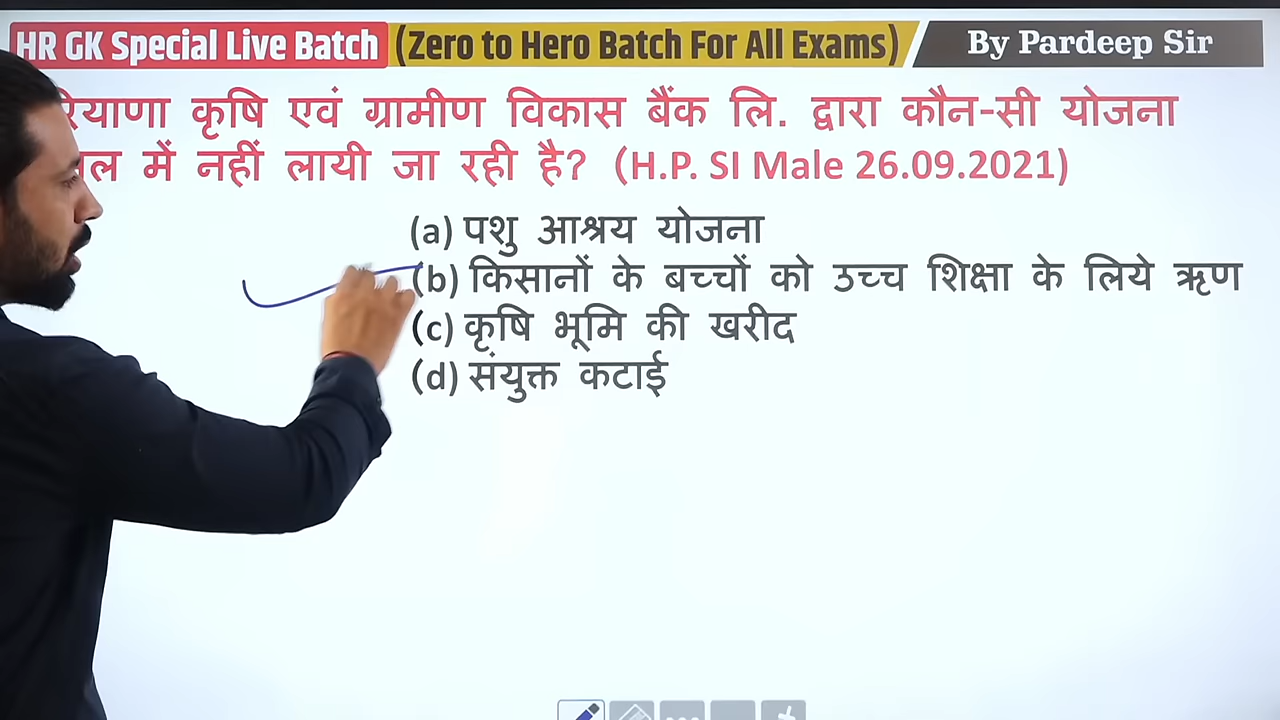 HR GK Special Live Batch (Zero to Hero Batch For All Exams) By Pardeep Sir
कृषि एवं ग्रामीण विकास बैंक लि. द्वारा कौन-सी योजना
में नहीं लायी जा रही है? (H.P. SI Male 26.09.2021)
(a) पशु आश्रय योजना
(b) किसानों के बच्चों को उच्च शिक्षा के लिये ऋण
(c) कृषि भूमि की खरीद
(d) संयुक्त कटाई